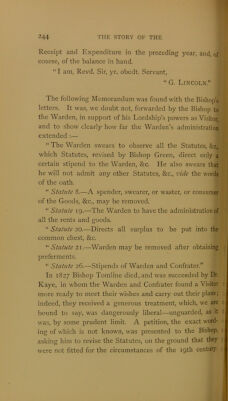 244 THE STORY OF THE
Receipt and Expenditure in the preceding year, and, of
course, of the balance in hand.
"I am, Revd. Sir, yr. obedt. Servant,
"G. LINCOLN."
The following Memorandum was found with the Bishop's
letters. It was, we doubt not, forwarded by the Bishop to
the Warden, in support of his Lordship's powers as Visitor,
and to show clearly how far the Warden's administration
extended :—
"The Warden swears to observe all the Statutes, &c.,
which Statutes, revised by Bishop Green, direct only a
certain stipend to the Warden, &c. He also swears that
he will not admit any other Statutes, &c., vide the words
of the oath.
"Statute 8.—A spender, swearer, or waster, or consumer
of the Goods, &c., may be removed.
"Statute 19.—The Warden to have the administration of
all the rents and goods.
"Statute 20.—Directs all surplus to be put into the
common chest, &c.
"Statute 21.—Warden may be removed after obtaining
preferments.
"Statute 26.—Stipends of Warden and Confrater."
In 1827 Bishop Tomline died, and was succeeded by Dr.
Kaye, in whom the Warden and Confrater found a Visitor
more ready to meet their wishes and carry out their plans;
indeed, they received a generous treatment, which, we are
bound to say, was dangerously liberal—unguarded, as it
was, by some prudent limit. A petition, the exact word-
ing of which is not known, was presented to the Bishop,
asking him to revise the Statutes, on the ground that they
were not fitted for the circumstances of the 19th century